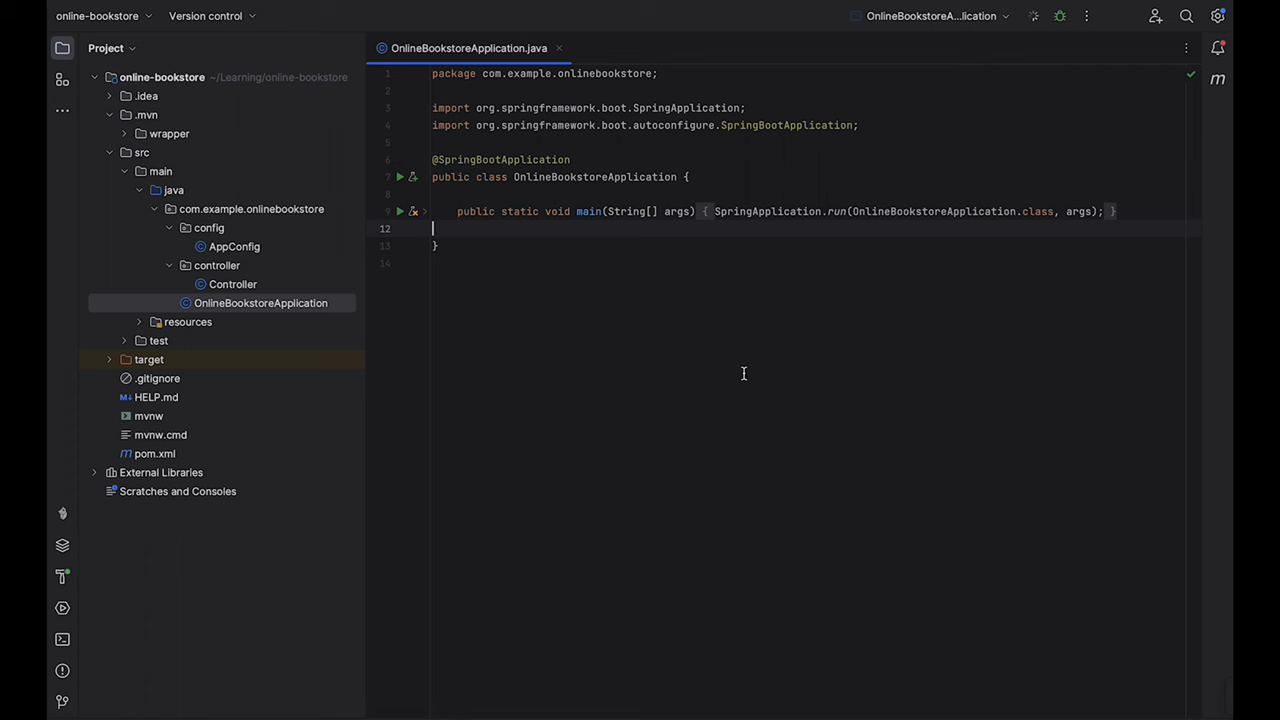 online-bookstore
Version control
OnlineBookstoreA...lication
Project
online-bookstore ~/Learning/online-bookstore
.idea
.mvn
wrapper
src
main
java
com.example.onlinebookstore
config
AppConfig
controller
Controller
OnlineBookstoreApplication
resources
test
target
.gitignore
HELP.md
mvnw
mvnw.cmd
pom.xml
External Libraries
Scratches and Consoles
OnlineBookstoreApplication.java
1 package com.example.onlinebookstore;
2
3 import org.springframework.boot.SpringApplication;
4 import org.springframework.boot.autoconfigure.SpringBootApplication;
5
6 @SpringBootApplication
7 public class OnlineBookstoreApplication {
8
9 public static void main(String[] args) { SpringApplication.run(OnlineBookstoreApplication.class, args); }
12
13 }
14
m